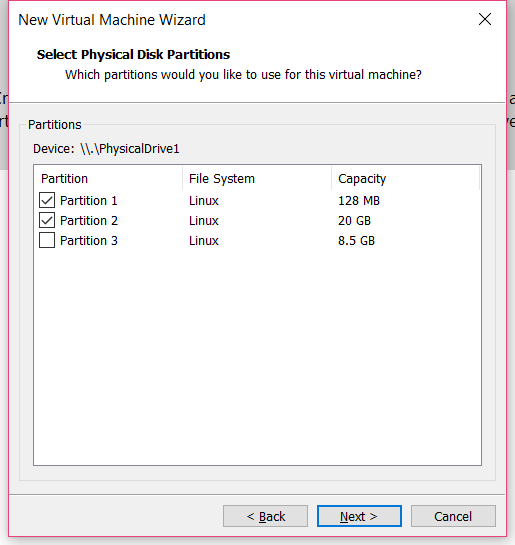 New Virtual Machine Wizard
Select Physical Disk Partitions
Which partitions would you like to use for this virtual machine?
Partitions
Device: \\.\PhysicalDrive1
Partition File System Capacity
Partition 1 Linux 128 MB
Partition 2 Linux 20 GB
Partition 3 Linux 8.5 GB
< Back Next > Cancel